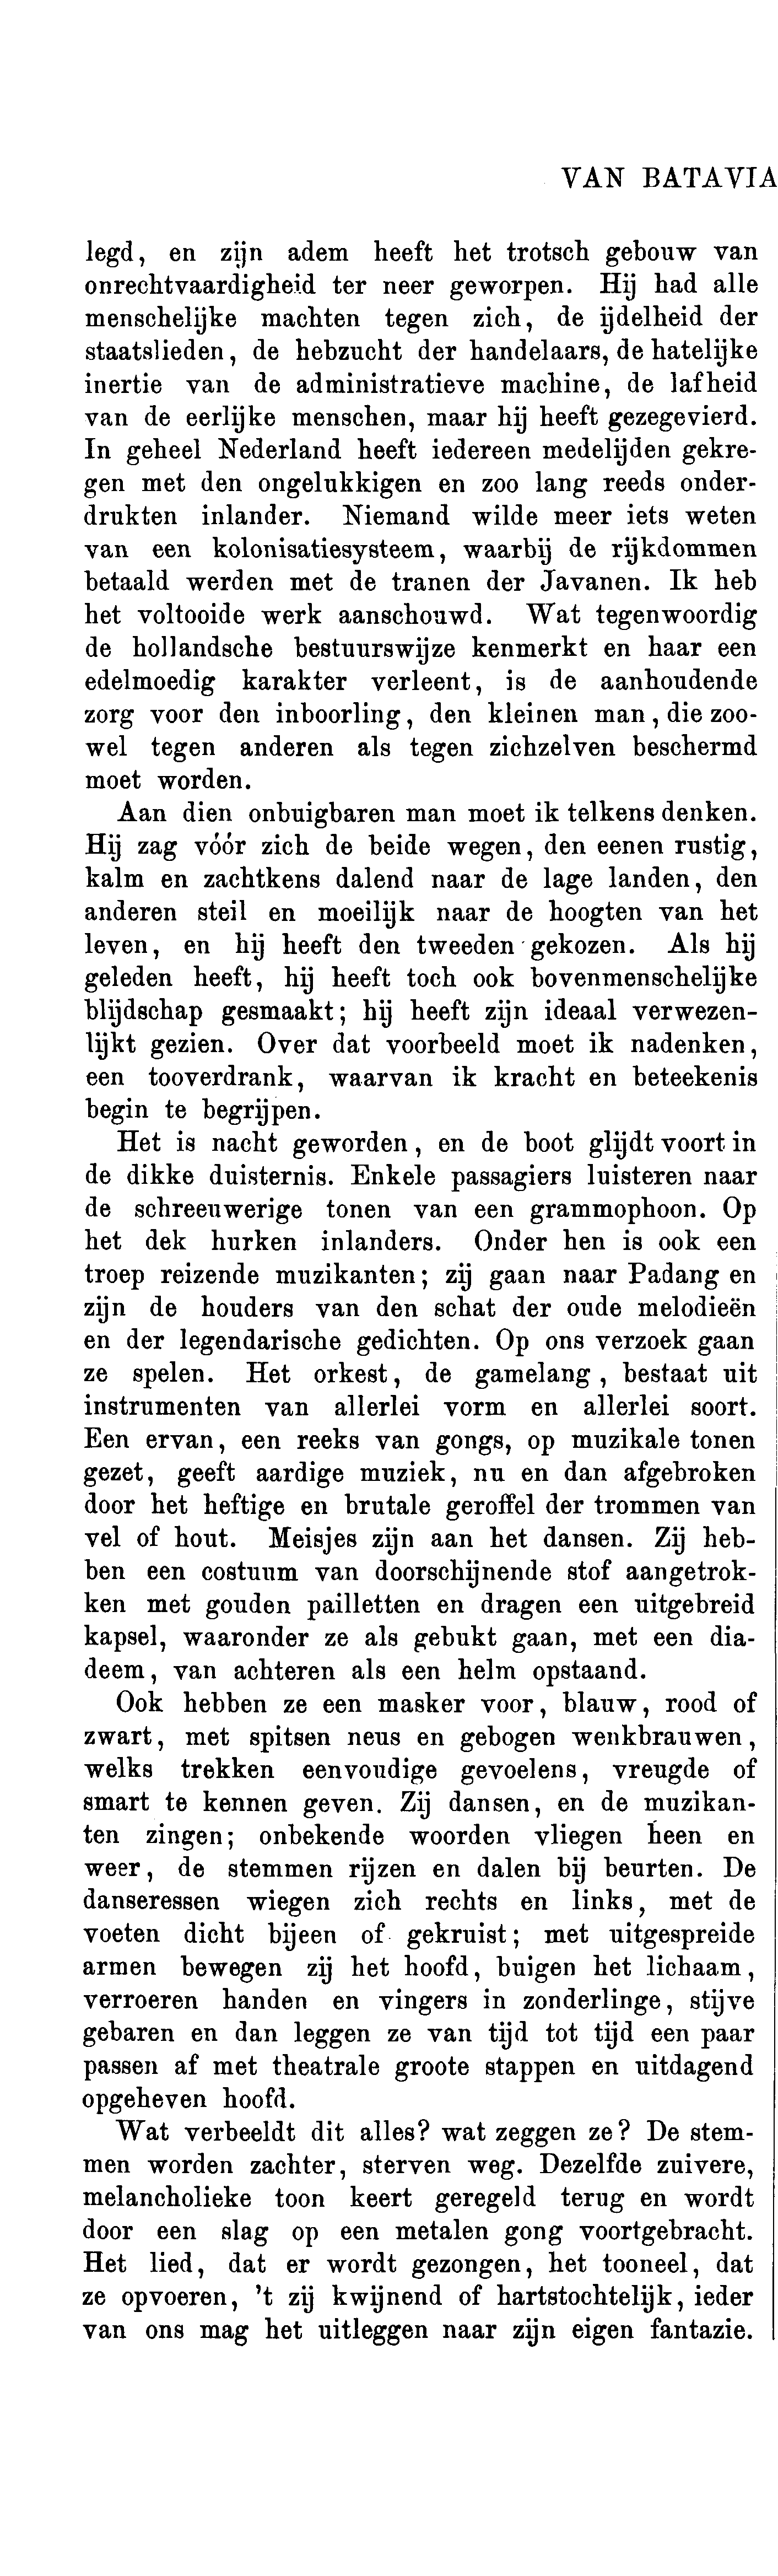 VAN BATAVIA
legd, en zijn adem heeft het trotsch gebouw van
onrechtvaardigheid ter neer geworpen. Hij had alle
menschelijke machten tegen zich, de ijdelheid der
staatslieden, de hebzucht der handelaars, de hatelijke
inertie van de administratieve machine, de lafheid
van de eerlijke menschen, maar hij heeft gezegevierd.
In geheel Nederland heeft iedereen medelijden gekre-
gen met den ongelukkigen en zoo lang reeds onder-
drukten inlander. Niemand wilde meer iets weten
van een kolonisatiesysteem, waarbij de rijkdommen
betaald werden met de tranen der Javanen. Ik heb
het voltooide werk aanschouwd. Wat tegenwoordig
de hollandsche bestuurswijze kenmerkt en haar een
edelmoedig karakter verleent, is de aanhoudende
zorg voor den inboorling, den kleinen man, die zoo-
wel tegen anderen als tegen zichzelven beschermd
moet worden.
Aan dien onbuigbaren man moet ik telkens denken.
Hij zag vóór zich de beide wegen, den eenen rustig,
kalm en zachtkens dalend naar de lage landen, den
anderen steil en moeilijk naar de hoogten van het
leven, en hij heeft den tweeden gekozen. Als hij
geleden heeft, hij heeft toch ook bovenmenschelijke
blijdschap gesmaakt; hij heeft zijn ideaal verwezen-
lijkt gezien. Over dat voorbeeld moet ik nadenken,
een tooverdrank, waarvan ik kracht en beteekenis
begin te begrijpen.
Het is nacht geworden, en de boot glijdt voort in
de dikke duisternis. Enkele passagiers luisteren naar
de schreeuwerige tonen van een grammophoon. Op
het dek hurken inlanders. Onder hen is ook een
troep reizende muzikanten; zij gaan naar Padang en
zijn de houders van den schat der oude melodieën
en der legendarische gedichten. Op ons verzoek gaan
ze spelen. Het orkest, de gamelang, bestaat uit
instrumenten van allerlei vorm en allerlei soort.
Een ervan, een reeks van gongs, op muzikale tonen
gezet, geeft aardige muziek, nu en dan afgebroken
door het heftige en brutale geroffel der trommen van
vel of hout. Meisjes zijn aan het dansen. Zij heb-
ben een costuum van doorschijnende stof aangetrok-
ken met gouden pailletten en dragen een uitgebreid
kapsel, waaronder ze als gebukt gaan, met een dia-
deem, van achteren als een helm opstaand.
Ook hebben ze een masker voor, blauw, rood of
zwart, met spitsen neus en gebogen wenkbrauwen,
welks trekken eenvoudige gevoelens, vreugde of
smart te kennen geven. Zij dansen, en de muzikan-
ten zingen; onbekende woorden vliegen heen en
weer, de stemmen rijzen en dalen bij beurten. De
danseressen wiegen zich rechts en links, met de
voeten dicht bijeen of gekruist; met uitgespreide
armen bewegen zij het hoofd, buigen het lichaam,
verroeren handen en vingers in zonderlinge, stijve
gebaren en dan leggen ze van tijd tot tijd een paar
passen af met theatrale groote stappen en uitdagend
opgeheven hoofd.
Wat verbeeldt dit alles? wat zeggen ze? De stem-
men worden zachter, sterven weg. Dezelfde zuivere,
melancholieke toon keert geregeld terug en wordt
door een slag op een metalen gong voortgebracht.
Het lied, dat er wordt gezongen, het tooneel, dat
ze opvoeren, 't zij kwijnend of hartstochtelijk, ieder
van ons mag het uitleggen naar zijn eigen fantazie.